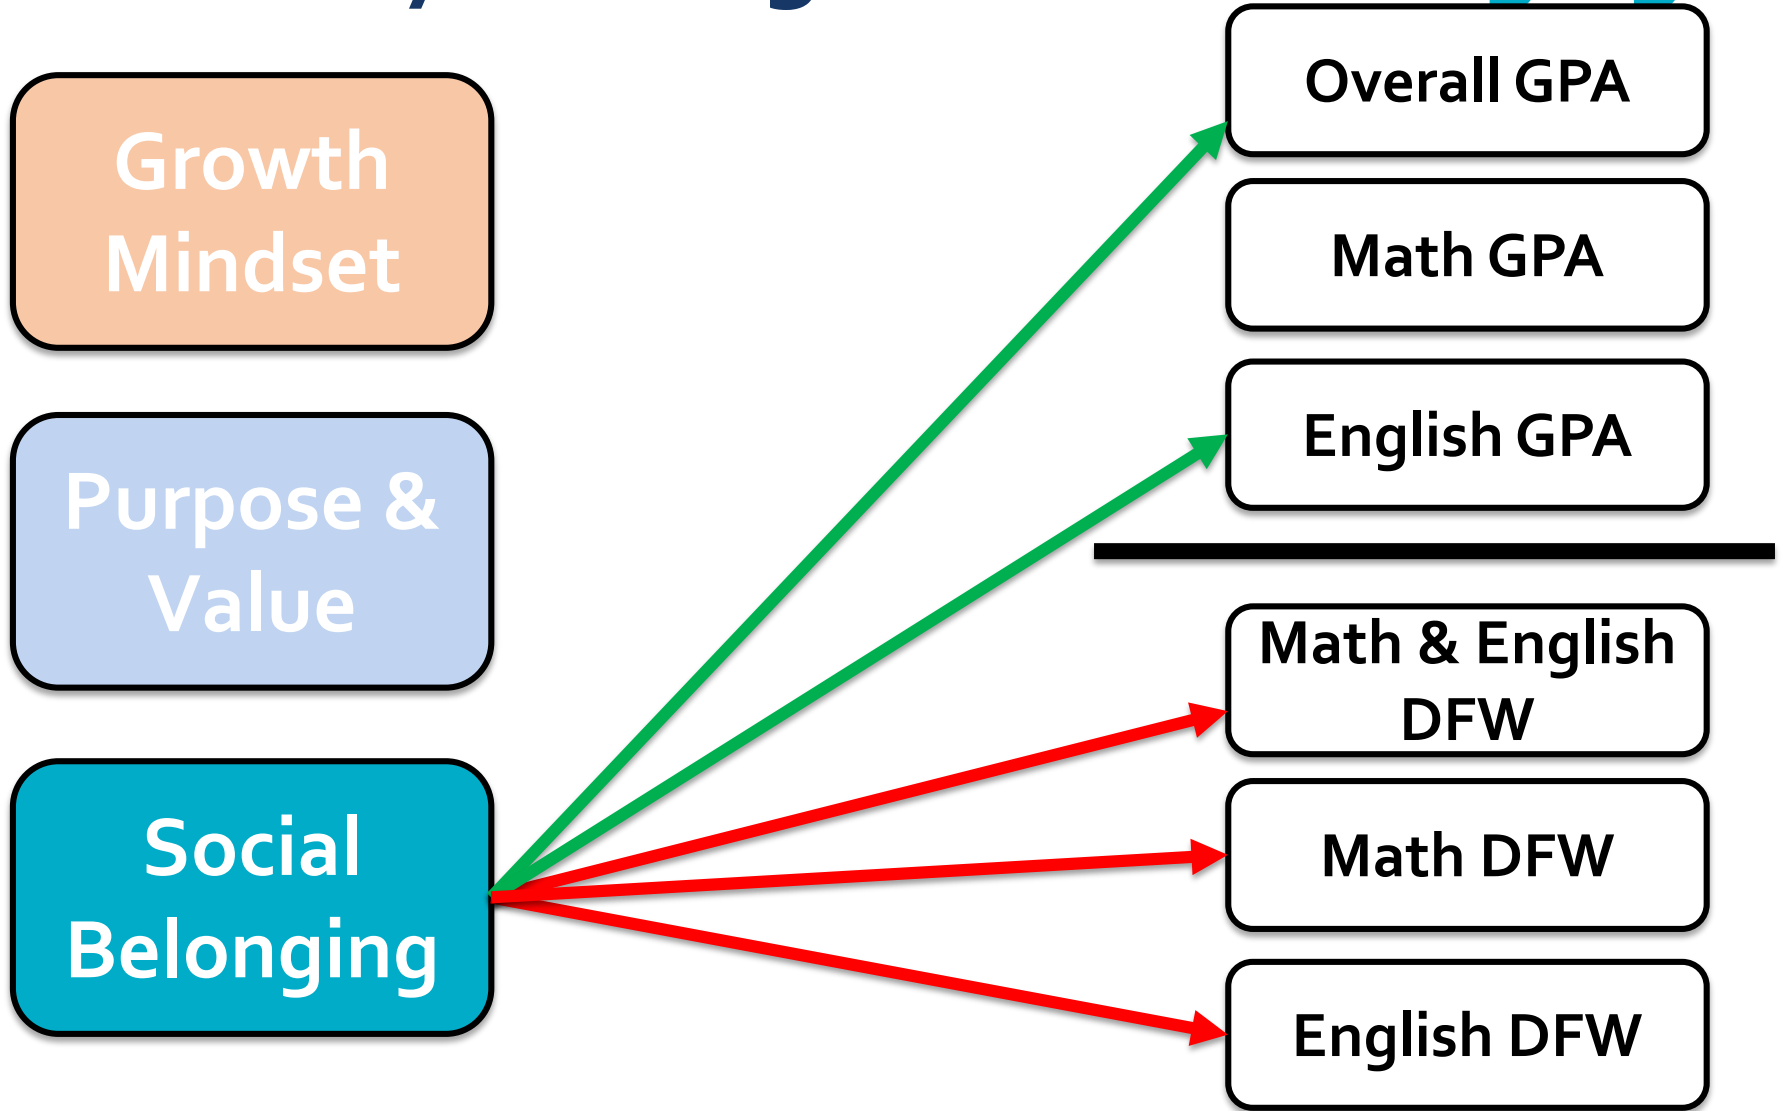 Growth
Mindset
Purpose &
Value
Social
Belonging
Overall GPA
Math GPA
English GPA
Math & English
DFW
Math DFW
English DFW